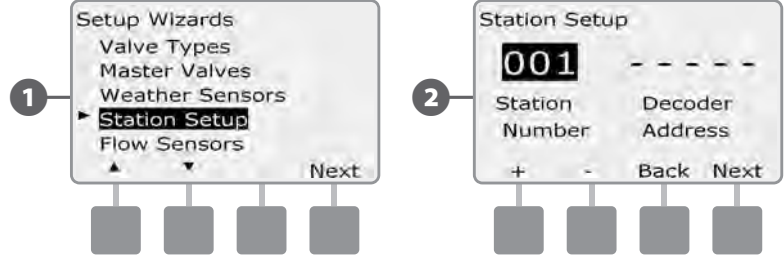 1
Setup Wizards
Valve Types
Master Valves
Weather Sensors
► Station Setup
Flow Sensors
▲ ▼ Next
2
Station Setup
001 - - - - -
Station Decoder
Number Address
+ - Back Next